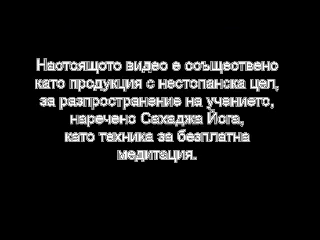 Настоящото видео е осъществено
като продукция с нестопанска цел,
за разпространение на учението,
наречено Сахаджа Йога,
като техника за безплатна
медитация.